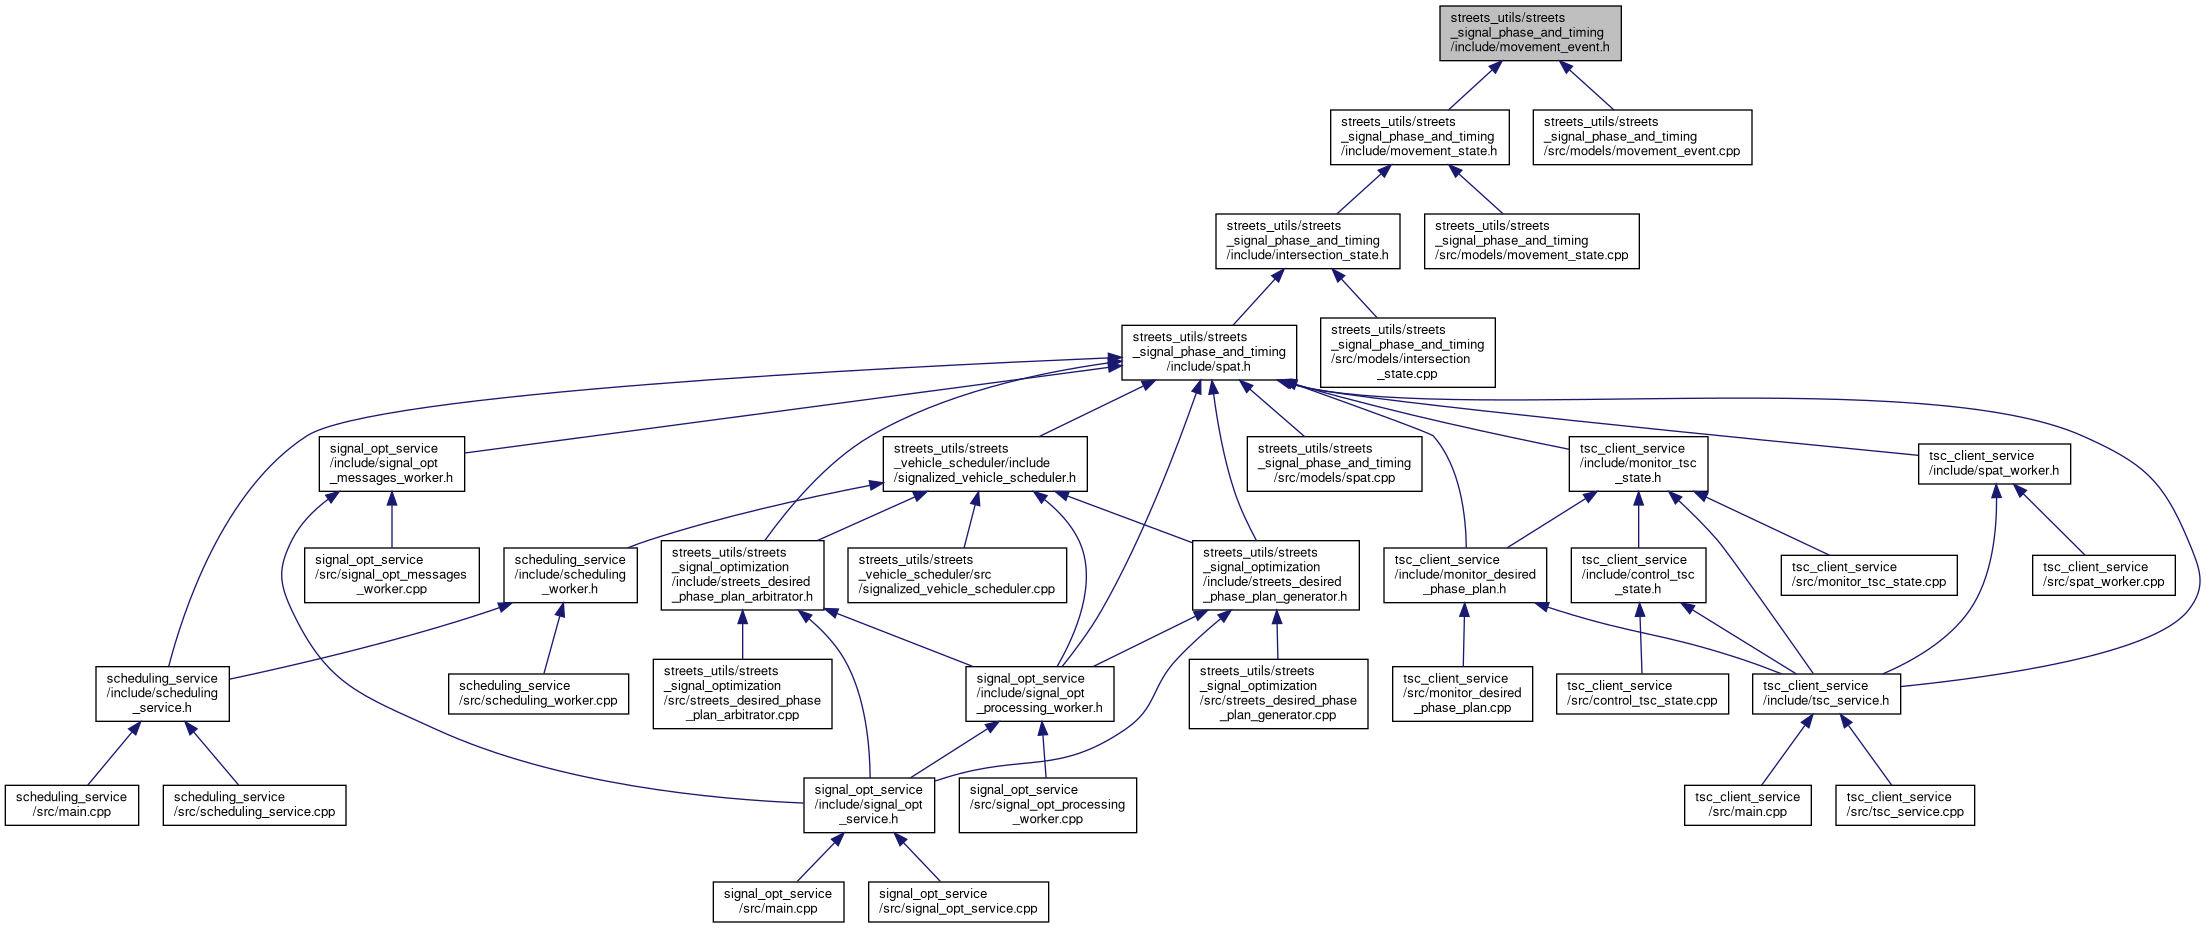 streets_utils/streets
_signal_phase_and_timing
/include/movement_event.h
streets_utils/streets
_signal_phase_and_timing
/include/movement_state.h
streets_utils/streets
_signal_phase_and_timing
/src/models/movement_event.cpp
streets_utils/streets
_signal_phase_and_timing
/include/intersection_state.h
streets_utils/streets
_signal_phase_and_timing
/src/models/movement_state.cpp
streets_utils/streets
_signal_phase_and_timing
/include/spat.h
streets_utils/streets
_signal_phase_and_timing
/src/models/intersection
_state.cpp
signal_opt_service
/include/signal_opt
_messages_worker.h
streets_utils/streets
_vehicle_scheduler/include
/signalized_vehicle_scheduler.h
streets_utils/streets
_signal_phase_and_timing
/src/models/spat.cpp
tsc_client_service
/include/monitor_tsc
_state.h
tsc_client_service
/include/spat_worker.h
signal_opt_service
/src/signal_opt_messages
_worker.cpp
scheduling_service
/include/scheduling
_worker.h
streets_utils/streets
_signal_optimization
/include/streets_desired
_phase_plan_arbitrator.h
streets_utils/streets
_vehicle_scheduler/src
/signalized_vehicle_scheduler.cpp
streets_utils/streets
_signal_optimization
/include/streets_desired
_phase_plan_generator.h
tsc_client_service
/include/monitor_desired
_phase_plan.h
tsc_client_service
/include/control_tsc
_state.h
tsc_client_service
/src/monitor_tsc_state.cpp
tsc_client_service
/src/spat_worker.cpp
scheduling_service
/include/scheduling
_service.h
scheduling_service
/src/scheduling_worker.cpp
streets_utils/streets
_signal_optimization
/src/streets_desired_phase
_plan_arbitrator.cpp
signal_opt_service
/include/signal_opt
_processing_worker.h
streets_utils/streets
_signal_optimization
/src/streets_desired_phase
_plan_generator.cpp
tsc_client_service
/src/monitor_desired
_phase_plan.cpp
tsc_client_service
/src/control_tsc_state.cpp
tsc_client_service
/include/tsc_service.h
scheduling_service
/src/main.cpp
scheduling_service
/src/scheduling_service.cpp
signal_opt_service
/include/signal_opt
_service.h
signal_opt_service
/src/signal_opt_processing
_worker.cpp
tsc_client_service
/src/main.cpp
tsc_client_service
/src/tsc_service.cpp
signal_opt_service
/src/main.cpp
signal_opt_service
/src/signal_opt_service.cpp